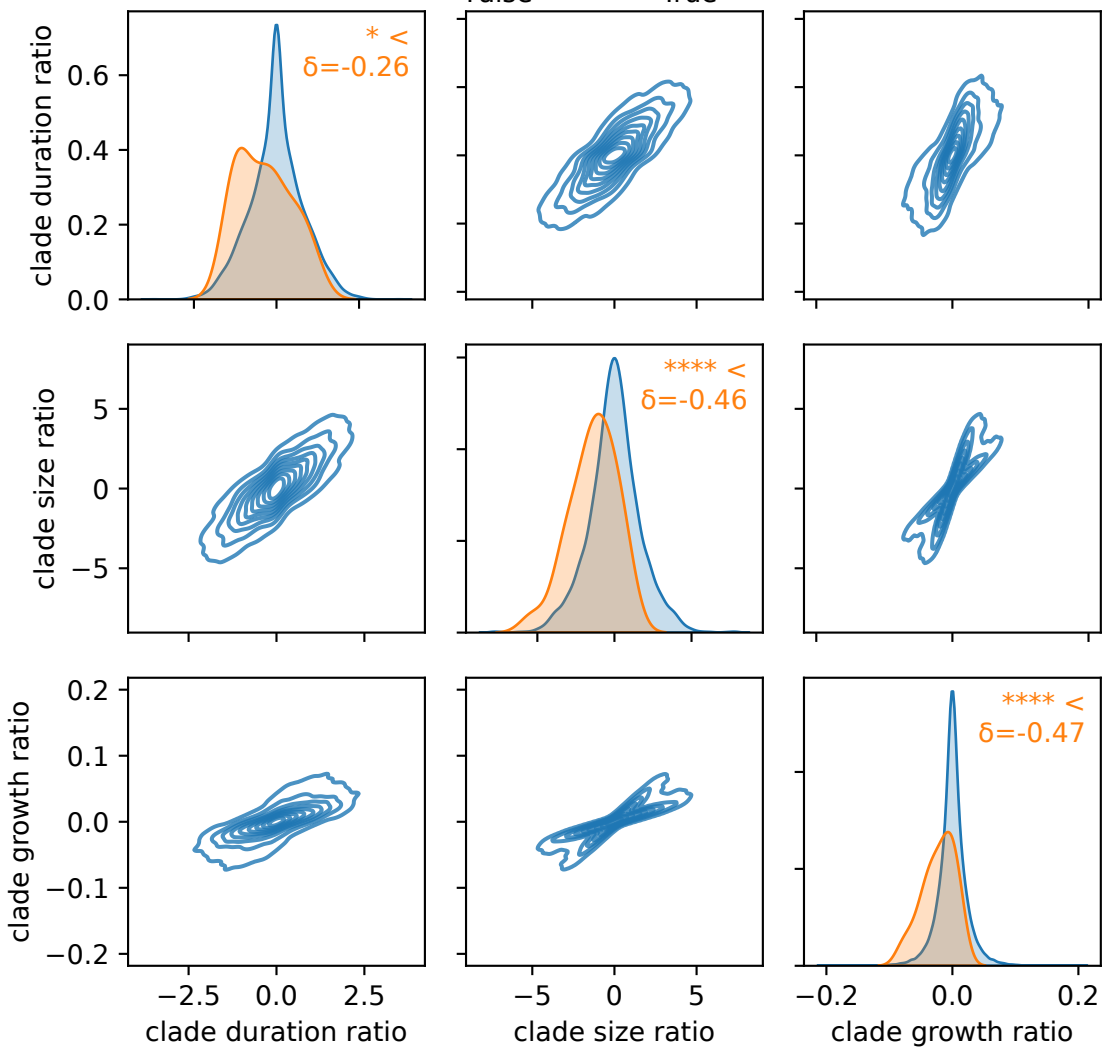 * <
δ=-0.26
clade duration ratio
0.6
0.4
0.2
0.0
**** <
δ=-0.46
clade size ratio
5
0
−5
**** <
δ=-0.47
clade growth ratio
0.2
0.1
0.0
−0.1
−0.2
−2.5 0.0 2.5 −5 0 5 −0.2 0.0 0.2
clade duration ratio clade size ratio clade growth ratio